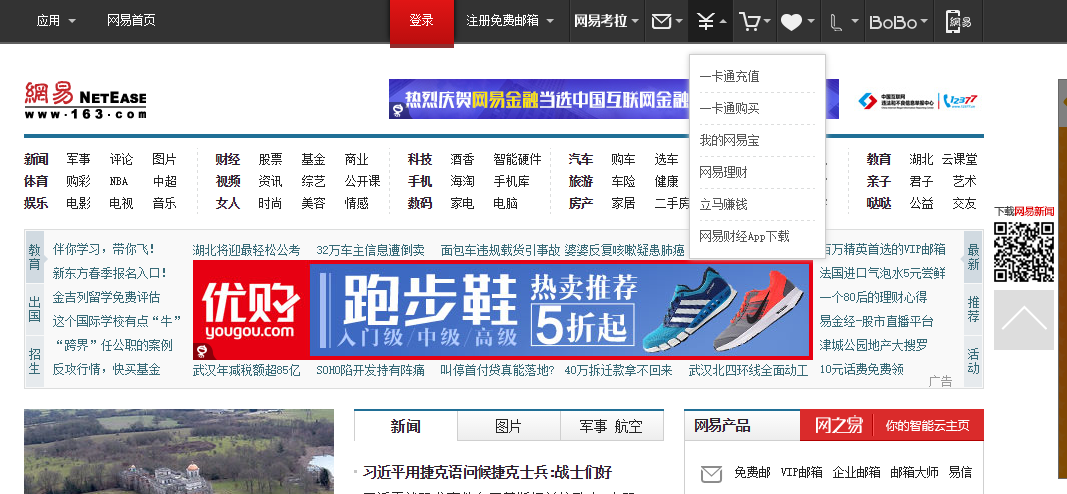 应用 网易首页 登录 注册免费邮箱 网易考拉 ¥ BoBo 網易
一卡通充值
一卡通购买
我的网易宝
网易理财
立马赚钱
网易财经App下载
網易 NETEASE
www.163.com
热烈庆贺网易金融当选中国互联网金
中国互联网
违法和不良信息举报中心 12377
新闻 军事 评论 图片 财经 股票 基金 商业 科技 酒香 智能硬件 汽车 购车 选车 教育 湖北 云课堂
体育 购彩 NBA 中超 视频 资讯 综艺 公开课 手机 海淘 手机库 旅游 车险 健康 亲子 君子 艺术
娱乐 电影 电视 音乐 女人 时尚 美容 情感 数码 家电 电脑 房产 家居 二手房 哒哒 公益 交友
下载网易新闻
教育
出国
招生
伴你学习，带你飞！
新东方春季报名入口！
金吉列留学免费评估
这个国际学校有点“牛”
“跨界”任公职的案例
反攻行情，快买基金
湖北将迎最轻松公考 32万车主信息遭倒卖 面包车违规载货引事故 婆婆反复咳嗽疑患肺癌
优购
yougou.com
跑步鞋
入门级/中级/高级
热卖推荐
5折起
武汉年减税额超85亿 SOHO陷开发持有阵痛 叫停首付贷真能落地? 40万拆迁款拿不回来 武汉北四环线全面动工
百万精英首选的VIP邮箱
法国进口气泡水5元尝鲜
一个80后的理财心得
易金经-股市直播平台
津城公园地产大搜罗
10元话费免费领
广告
最新
推荐
活动
新闻 图片 军事 航空
习近平用捷克语问候捷克士兵:战士们好
网易产品 网之易 你的智能云主页
免费邮 VIP邮箱 企业邮箱 邮箱大师 易信